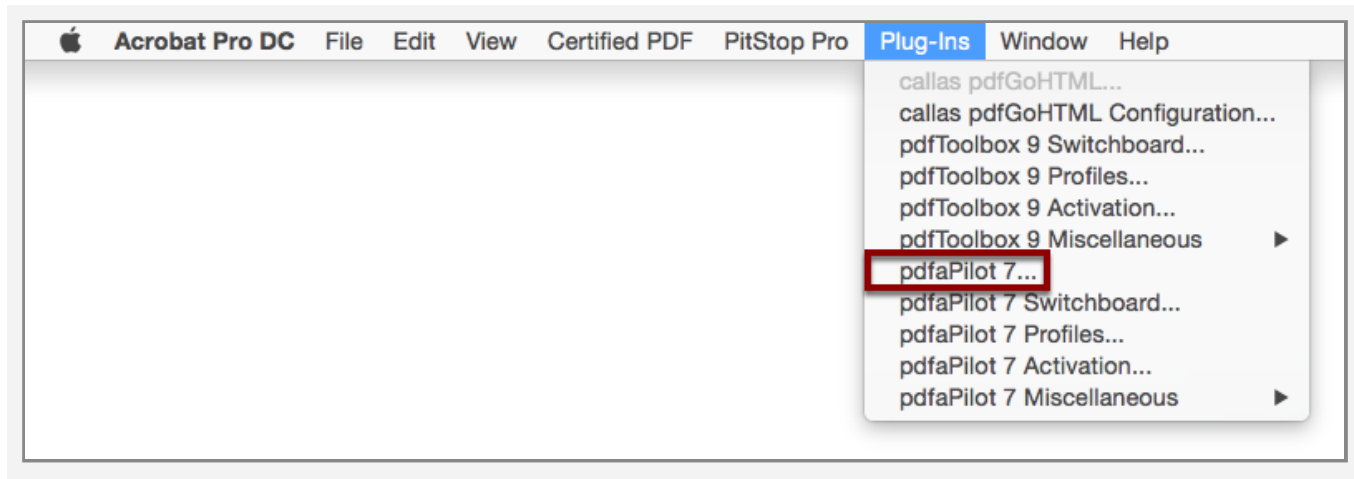 Acrobat Pro DC File Edit View Certified PDF PitStop Pro Plug-Ins Window Help
callas pdfGoHTML...
callas pdfGoHTML Configuration...
pdfToolbox 9 Switchboard...
pdfToolbox 9 Profiles...
pdfToolbox 9 Activation...
pdfToolbox 9 Miscellaneous
pdfaPilot 7...
pdfaPilot 7 Switchboard...
pdfaPilot 7 Profiles...
pdfaPilot 7 Activation...
pdfaPilot 7 Miscellaneous